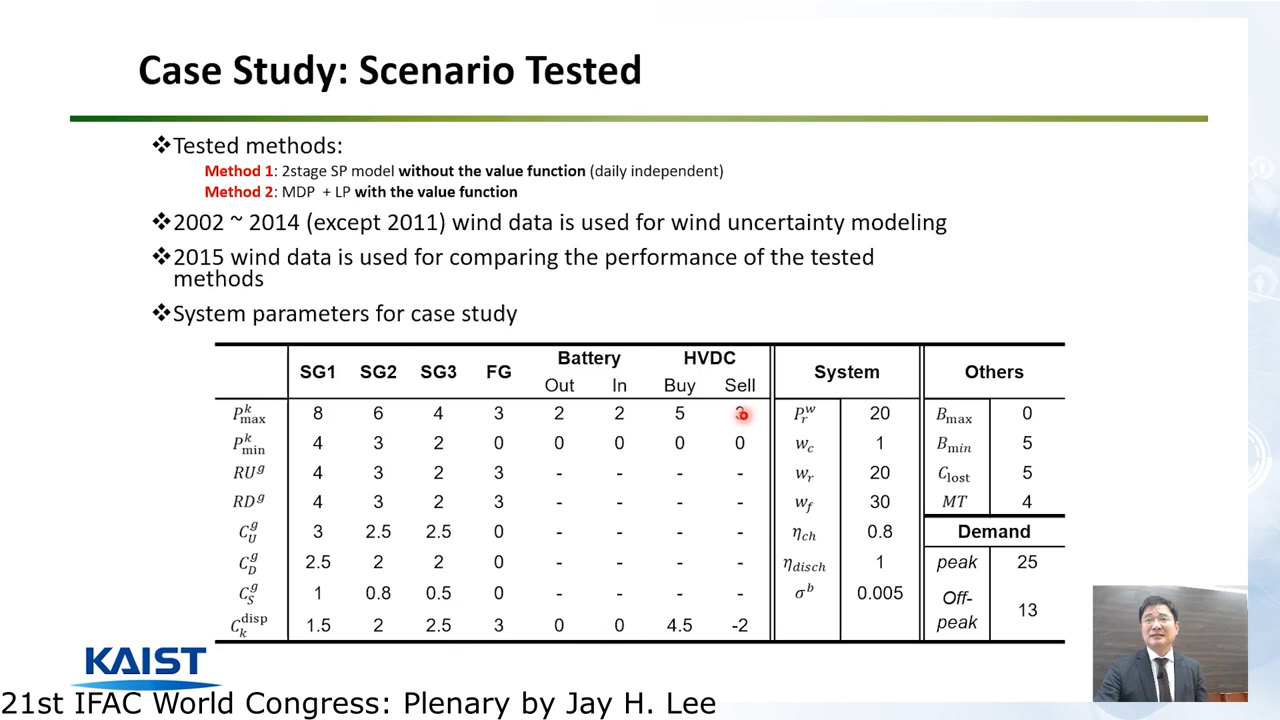 Case Study: Scenario Tested
❖Tested methods:
Method 1: 2stage SP model without the value function (daily independent)
Method 2: MDP + LP with the value function
❖2002 ~ 2014 (except 2011) wind data is used for wind uncertainty modeling
❖2015 wind data is used for comparing the performance of the tested
methods
❖System parameters for case study
SG1 SG2 SG3 FG Battery HVDC System Others
Out In Buy Sell
P^k_max 8 6 4 3 2 2 5 P^w_r 20 B_max 0
P^k_min 4 3 2 0 0 0 0 0 w_c 1 B_min 5
RU^g 4 3 2 3 - - - - w_r 20 C_lost 5
RD^g 4 3 2 3 - - - - w_f 30 MT 4
C^g_U 3 2.5 2.5 0 - - - - η_ch 0.8 Demand
C^g_D 2.5 2 2 0 - - - - η_disch 1 peak 25
C^g_S 1 0.8 0.5 0 - - - - σ^b 0.005 Off-peak 13
C^disp_k 1.5 2 2.5 3 0 0 4.5 -2
KAIST
21st IFAC World Congress: Plenary by Jay H. Lee